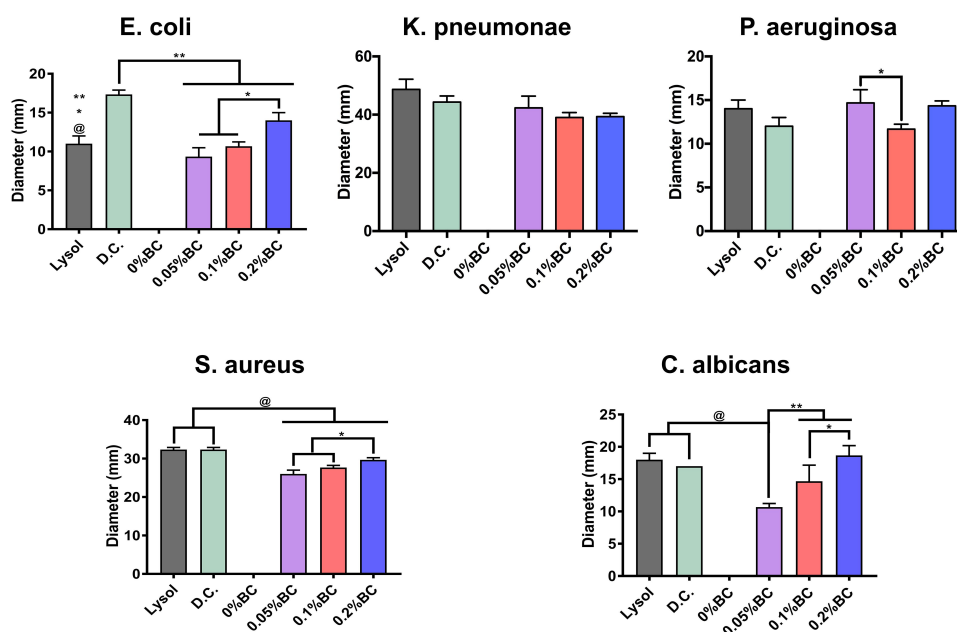 E. coli
Diameter (mm)
20
15
10
5
0
**
*
@
**
*
Lysol
D.C.
0%BC
0.05%BC
0.1%BC
0.2%BC
K. pneumonae
Diameter (mm)
60
40
20
0
Lysol
D.C.
0%BC
0.05%BC
0.1%BC
0.2%BC
P. aeruginosa
Diameter (mm)
20
15
10
5
0
*
Lysol
D.C.
0%BC
0.05%BC
0.1%BC
0.2%BC
S. aureus
Diameter (mm)
40
30
20
10
0
@
*
Lysol
D.C.
0%BC
0.05%BC
0.1%BC
0.2%BC
C. albicans
Diameter (mm)
25
20
15
10
5
0
@
**
*
Lysol
D.C.
0%BC
0.05%BC
0.1%BC
0.2%BC